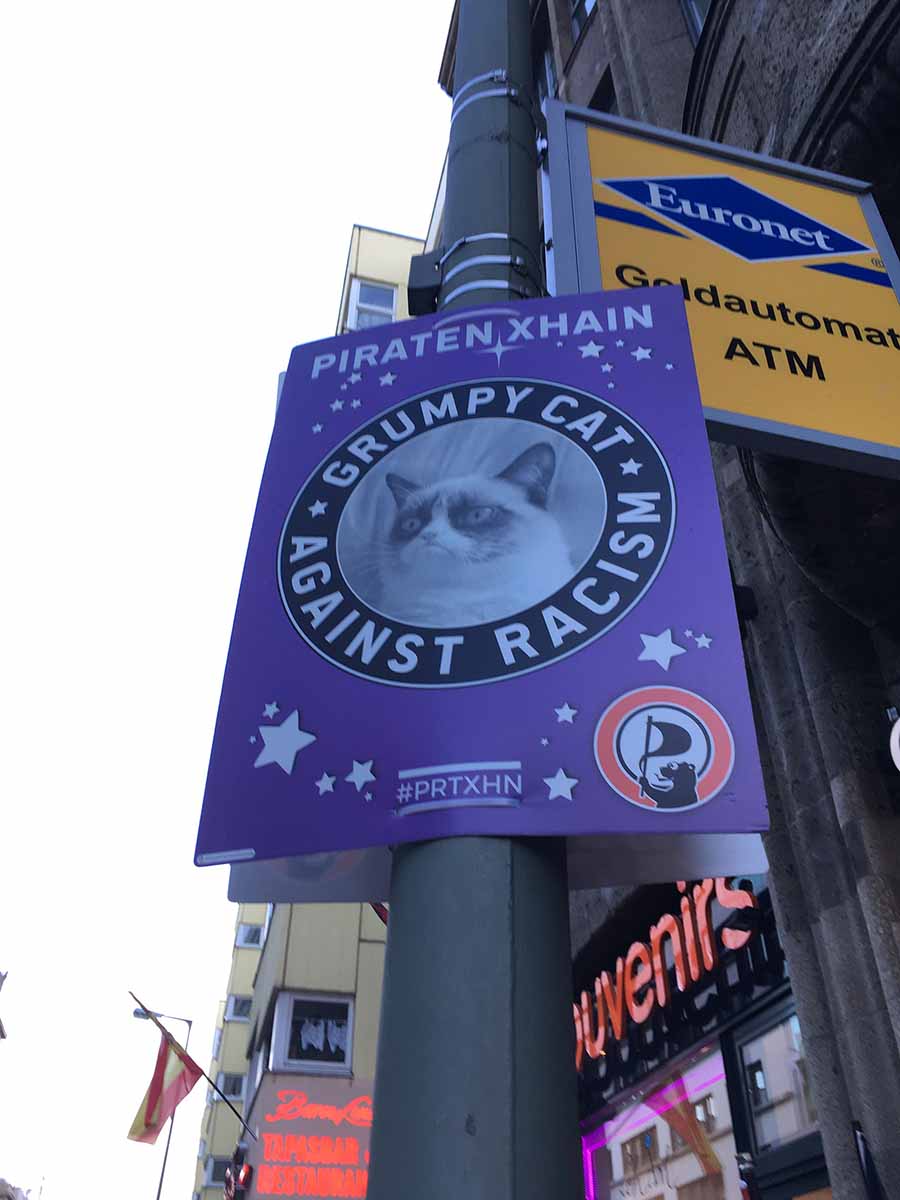 Euronet
®
Geldautomat
ATM
PIRATEN XHAIN
GRUMPY CAT
AGAINST RACISM
#PRTXHN
ouvenirs
TAPASBAR
RESTAURAN